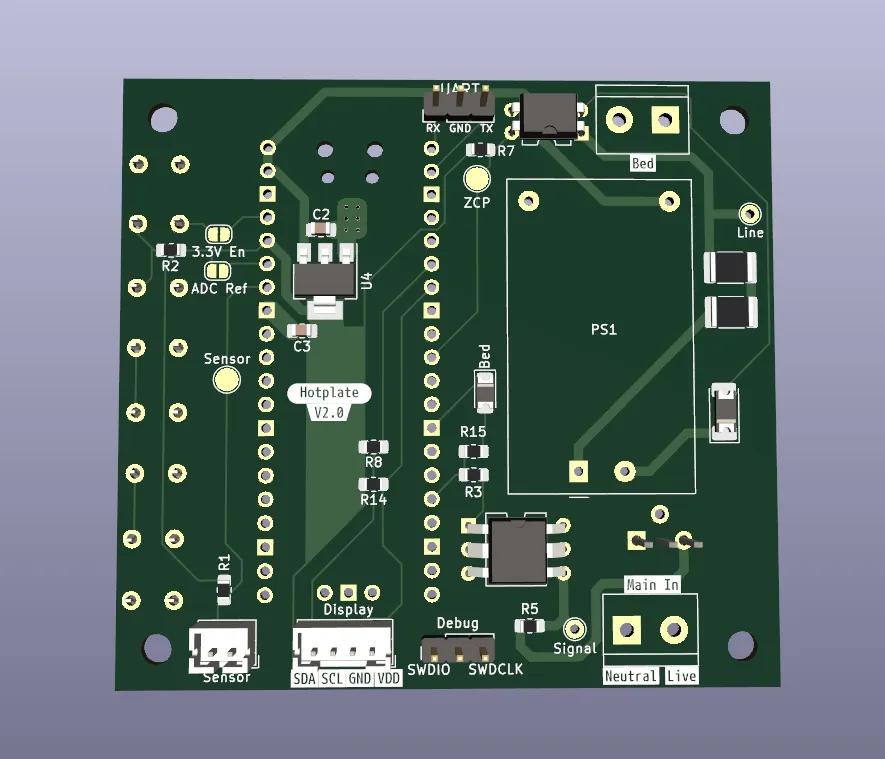 UART
RX GND TX
R7
Bed
ZCP
C2
Line
3.3V En
R2
U4
ADC Ref
PS1
C3
Sensor
Bed
Hotplate
V2.0
R15
R8
R3
R14
R1
Main In
Display
R5
Debug
Signal
Sensor
SDA SCL GND VDD
SWDIO SWDCLK
Neutral Live